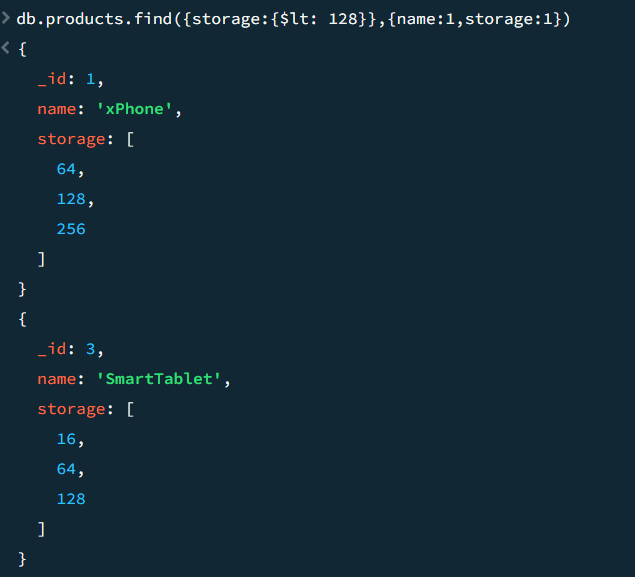 > db.products.find({storage:{$lt: 128}},{name:1,storage:1})
< {
_id: 1,
name: 'xPhone',
storage: [
64,
128,
256
]
}
{
_id: 3,
name: 'SmartTablet',
storage: [
16,
64,
128
]
}